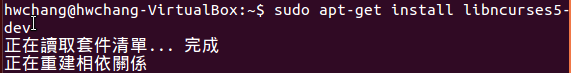 hwchang@hwchang-VirtualBox:~$ sudo apt-get install libncurses5-
dev
正在讀取套件清單... 完成
正在重建相依關係